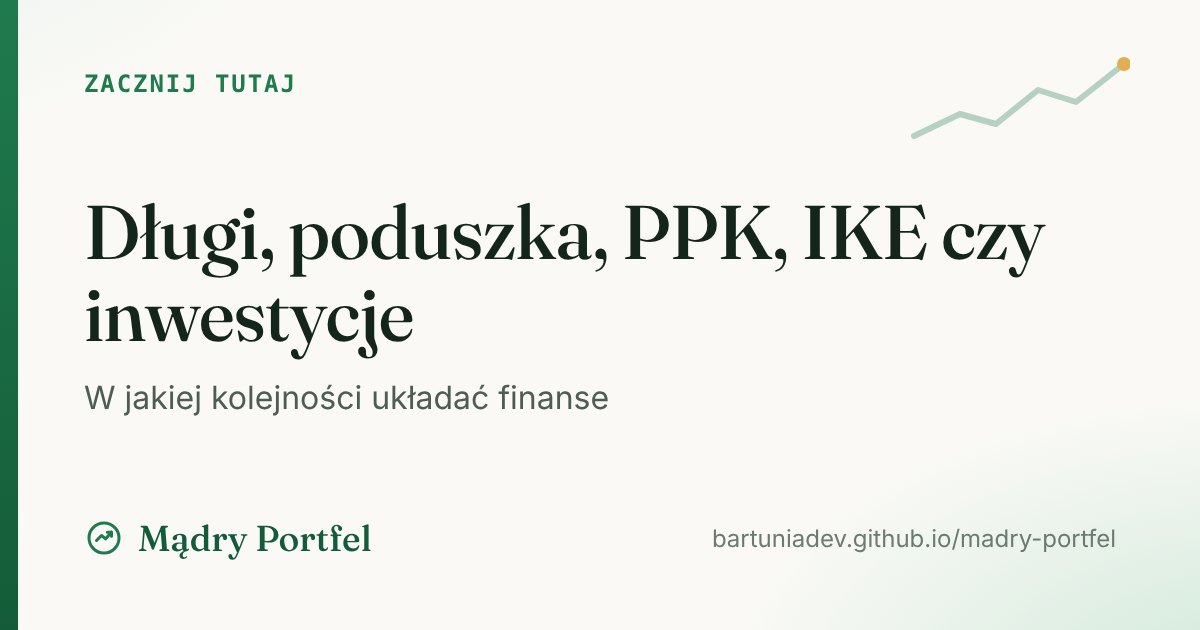 ZACZNIJ TUTAJ
Długi, poduszka, PPK, IKE czy
inwestycje
W jakiej kolejności układać finanse
Mądry Portfel
bartuniadev.github.io/madry-portfel